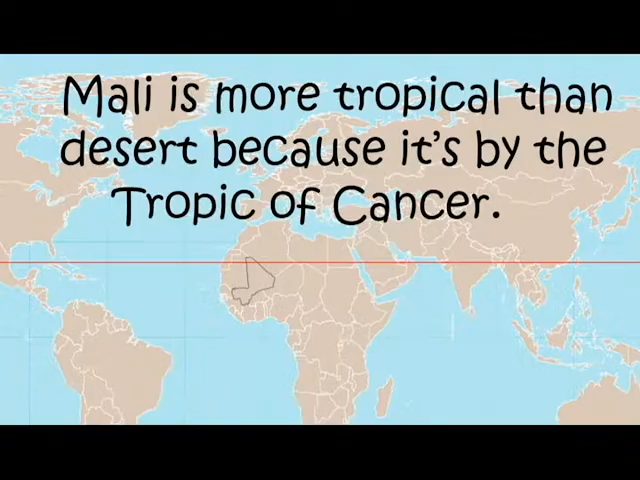 Mali is more tropical than
desert because it's by the
Tropic of Cancer.